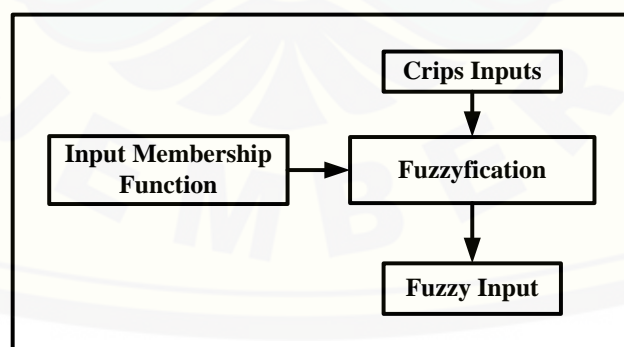 Crips Inputs
Input Membership
Function
Fuzzyfication
Fuzzy Input